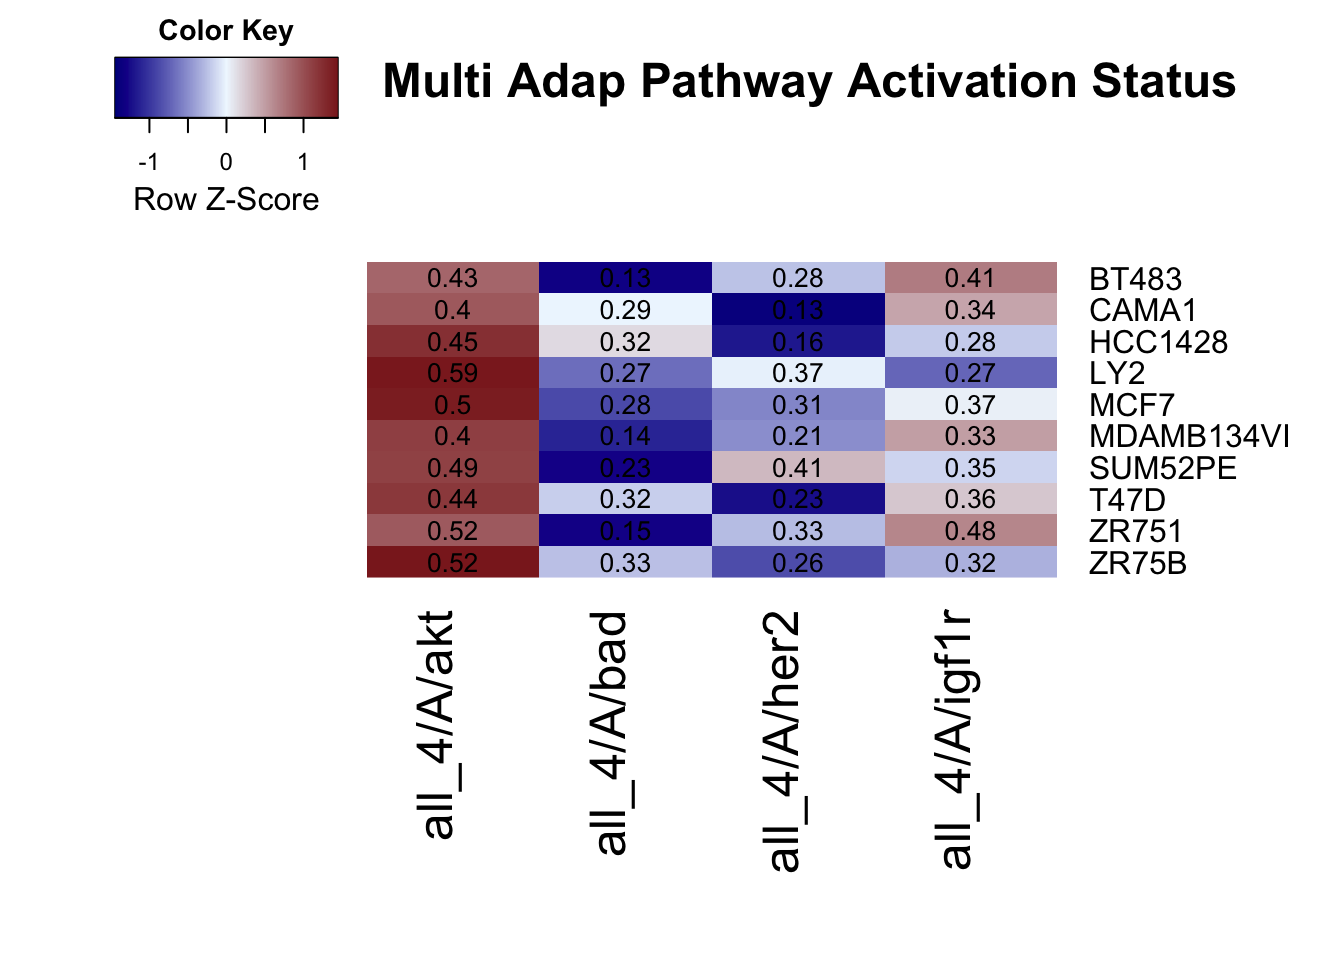 Color Key
Multi Adap Pathway Activation Status
-1 0 1
Row Z-Score
0.43 0.13 0.28 0.41 BT483
0.4 0.29 0.13 0.34 CAMA1
0.45 0.32 0.16 0.28 HCC1428
0.59 0.27 0.37 0.27 LY2
0.5 0.28 0.31 0.37 MCF7
0.4 0.14 0.21 0.33 MDAMB134VI
0.49 0.23 0.41 0.35 SUM52PE
0.44 0.32 0.23 0.36 T47D
0.52 0.15 0.33 0.48 ZR751
0.52 0.33 0.26 0.32 ZR75B
all_4/A/akt
all_4/A/bad
all_4/A/her2
all_4/A/igf1r